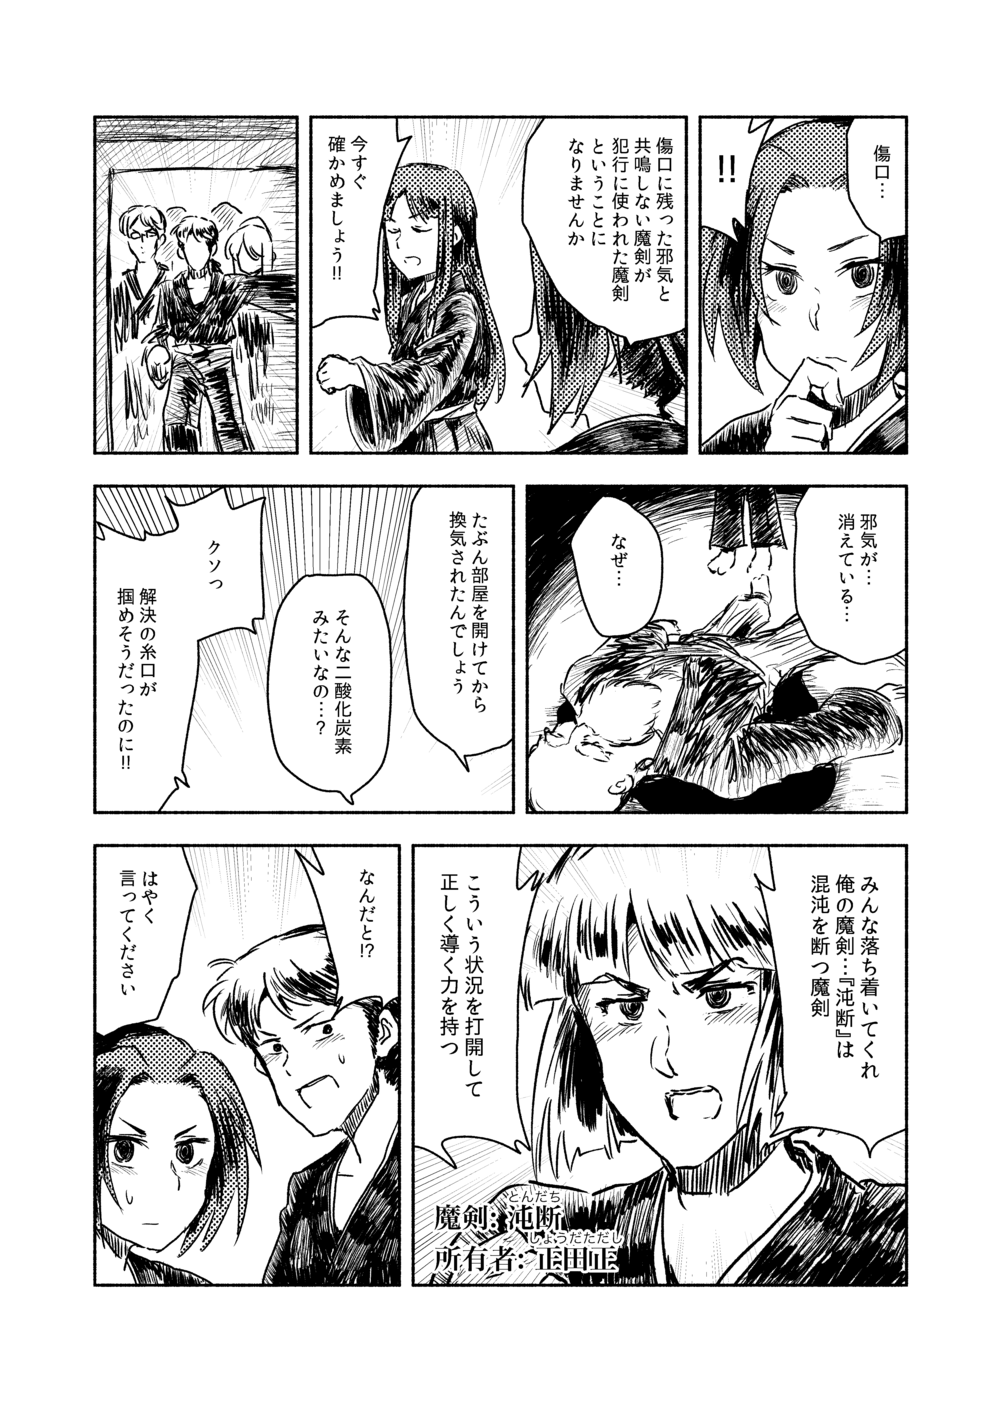 傷口…
!!
傷口に残った邪気と
共鳴しない魔剣が
犯行に使われた魔剣
ということに
なりませんか
今すぐ
確かめましょう!!
邪気が…
消えている…
なぜ…
たぶん部屋を開けてから
換気されたんでしょう
そんな二酸化炭素
みたいなの…?
クソっ
解決の糸口が
掴めそうだったのに!!
みんな落ち着いてくれ
俺の魔剣…『沌断』は
混沌を断つ魔剣
こういう状況を打開して
正しく導く力を持つ
とんだち
魔剣: 沌断
しょうだただし
所有者: 正田正
なんだと!?
はやく
言ってください